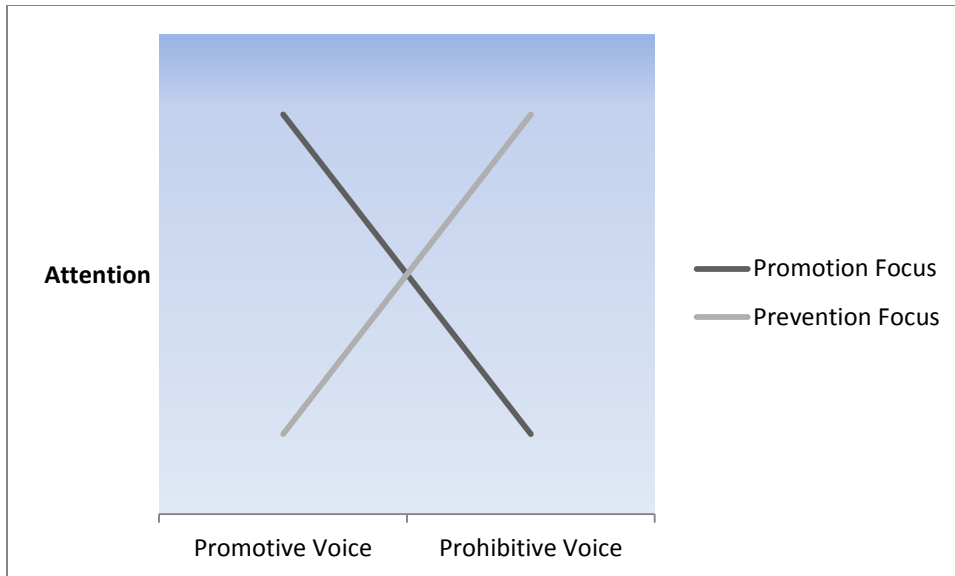 Attention
Promotion Focus
Prevention Focus
Promotive Voice
Prohibitive Voice